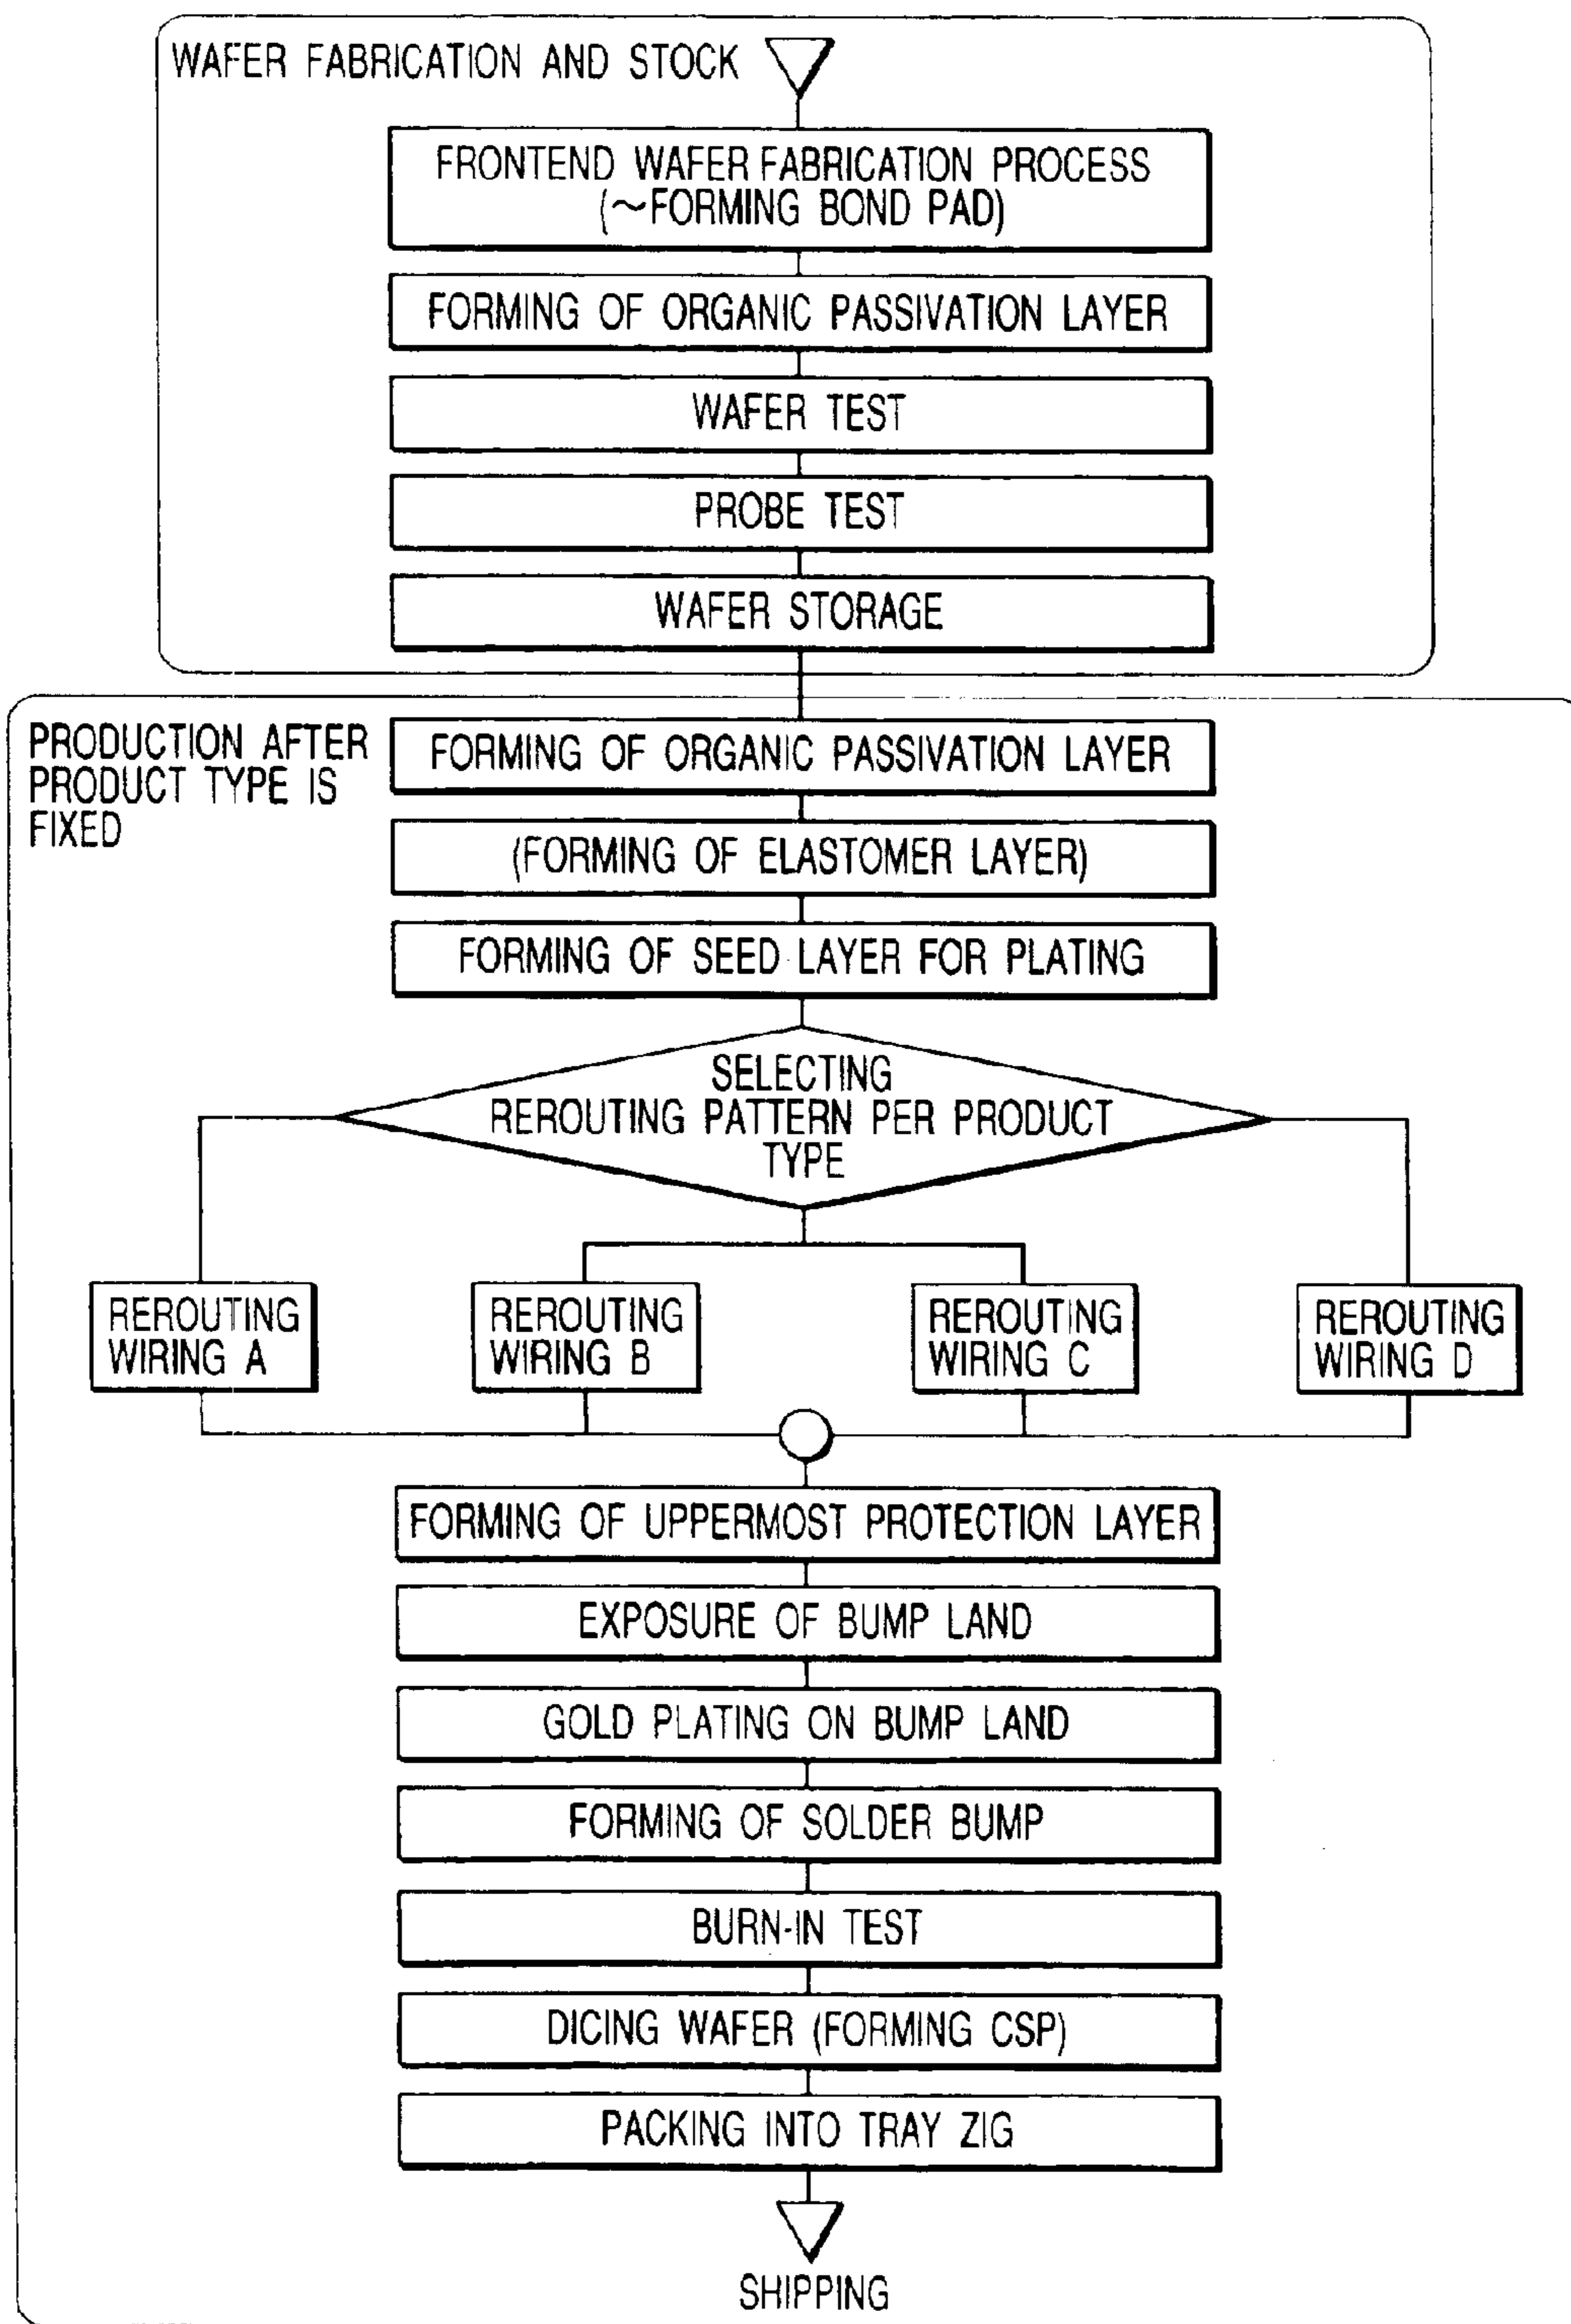 WAFER FABRICATION AND STOCK
FRONTEND WAFER FABRICATION PROCESS
(~FORMING BOND PAD)
FORMING OF ORGANIC PASSIVATION LAYER
WAFER TEST
PROBE TEST
WAFER STORAGE
PRODUCTION AFTER
PRODUCT TYPE IS
FIXED
FORMING OF ORGANIC PASSIVATION LAYER
(FORMING OF ELASTOMER LAYER)
FORMING OF SEED LAYER FOR PLATING
SELECTING
REROUTING PATTERN PER PRODUCT
TYPE
REROUTING
WIRING A
REROUTING
WIRING B
REROUTING
WIRING C
REROUTING
WIRING D
FORMING OF UPPERMOST PROTECTION LAYER
EXPOSURE OF BUMP LAND
GOLD PLATING ON BUMP LAND
FORMING OF SOLDER BUMP
BURN-IN TEST
DICING WAFER (FORMING CSP)
PACKING INTO TRAY ZIG
SHIPPING